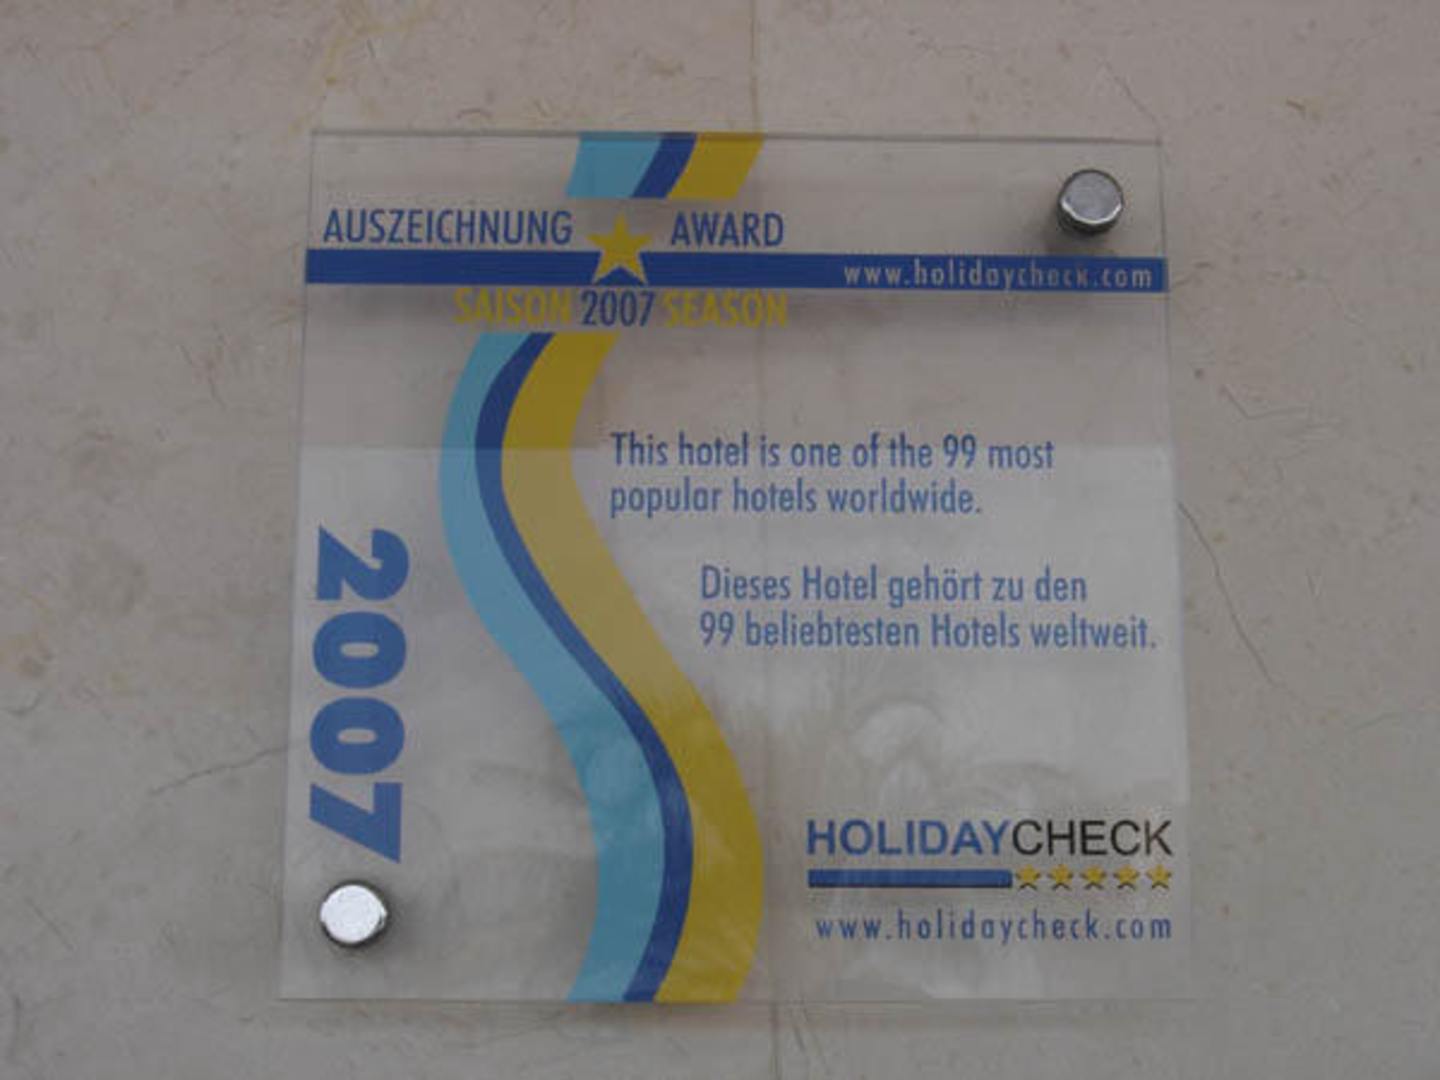 AUSZEICHNUNG AWARD
www.holidaycheck.com
SAISON 2007 SEASON
This hotel is one of the 99 most
popular hotels worldwide.
Dieses Hotel gehört zu den
99 beliebtesten Hotels weltweit.
2007
HOLIDAYCHECK
www.holidaycheck.com